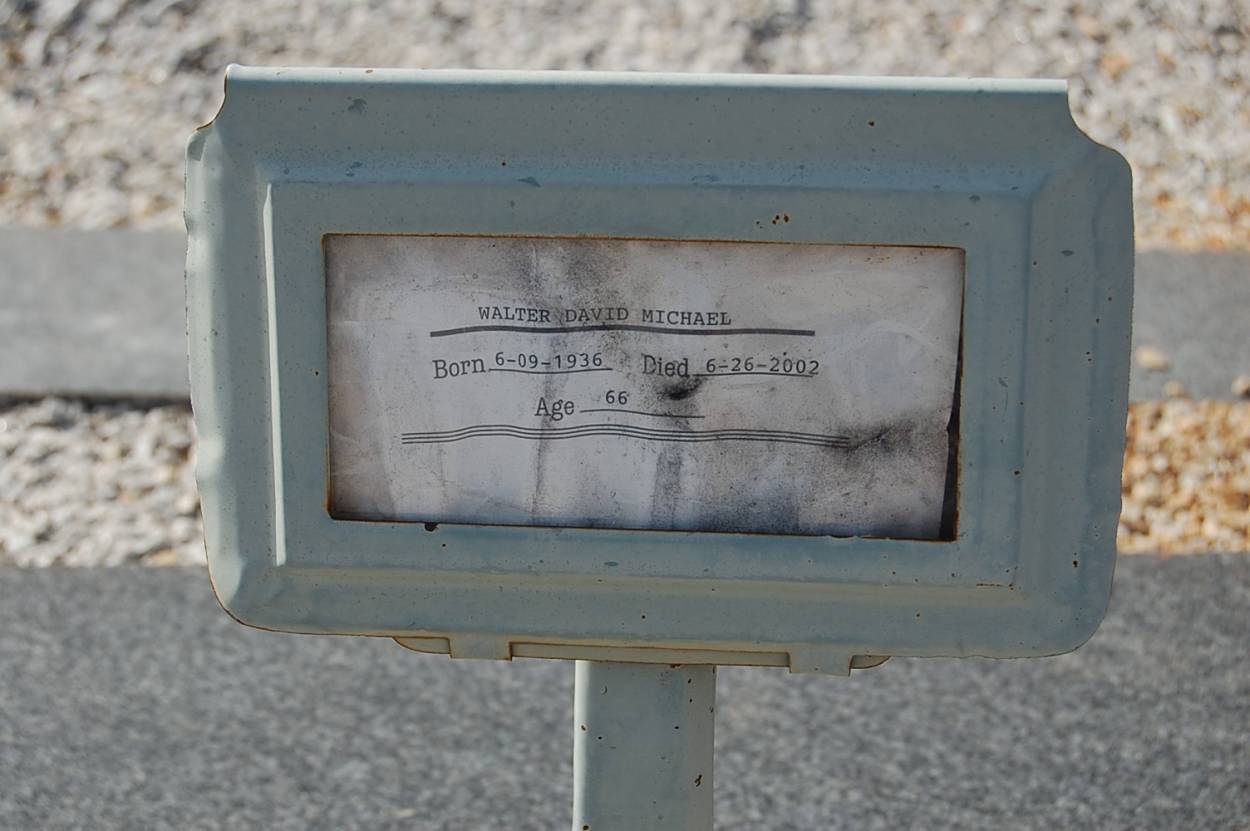 WALTER DAVID MICHAEL
Born 6-09-1936 Died 6-26-2002
Age 66